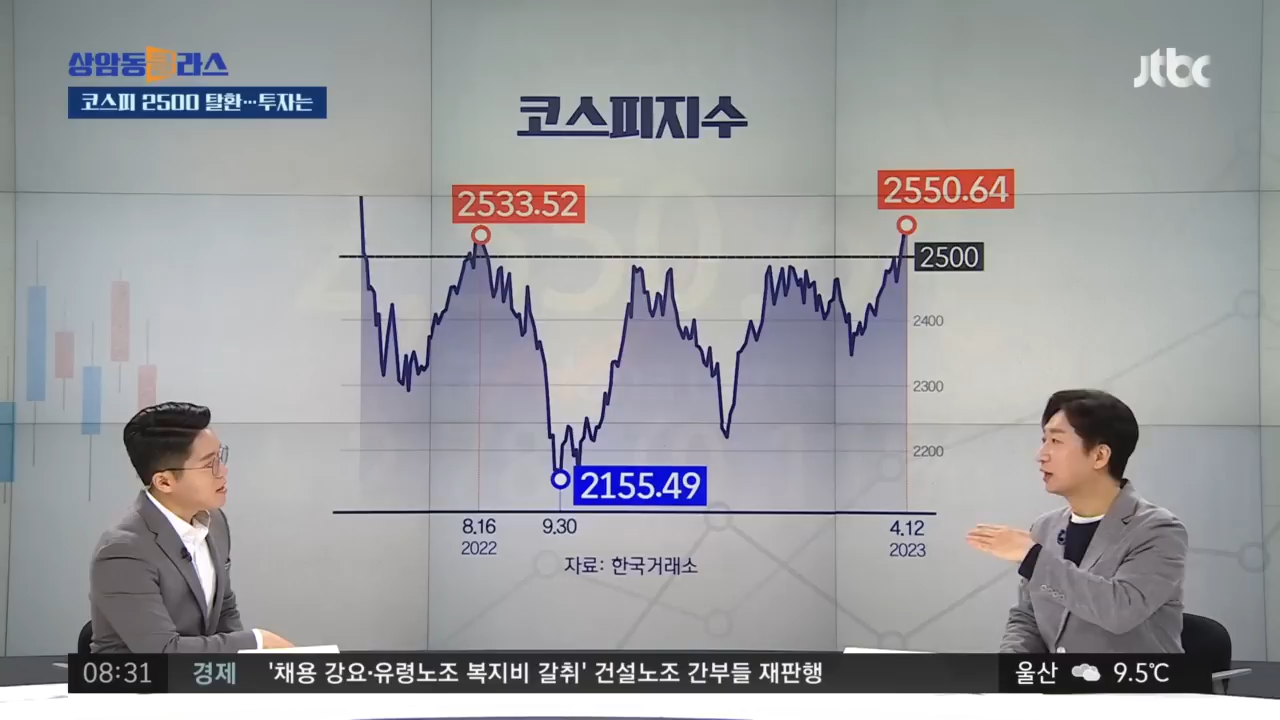 상암동클라스
코스피 2500 탈환…투자는
jtbc
코스피지수
2533.52
2550.64
2500
2400
2300
2200
2155.49
8.16
2022
9.30
4.12
2023
자료: 한국거래소
08:31 경제 '채용 강요·유령노조 복지비 갈취' 건설노조 간부들 재판행 울산 9.5℃